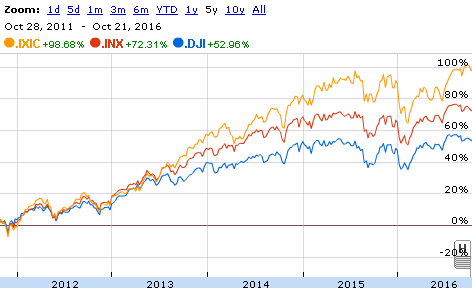 Zoom: 1d 5d 1m 3m 6m YTD 1y 5y 10y All
Oct 28, 2011 - Oct 21, 2016
.IXIC +98.68% .INX +72.31% .DJI +52.96%
100%
80%
60%
40%
20%
0%
-20%
2012 2013 2014 2015 2016